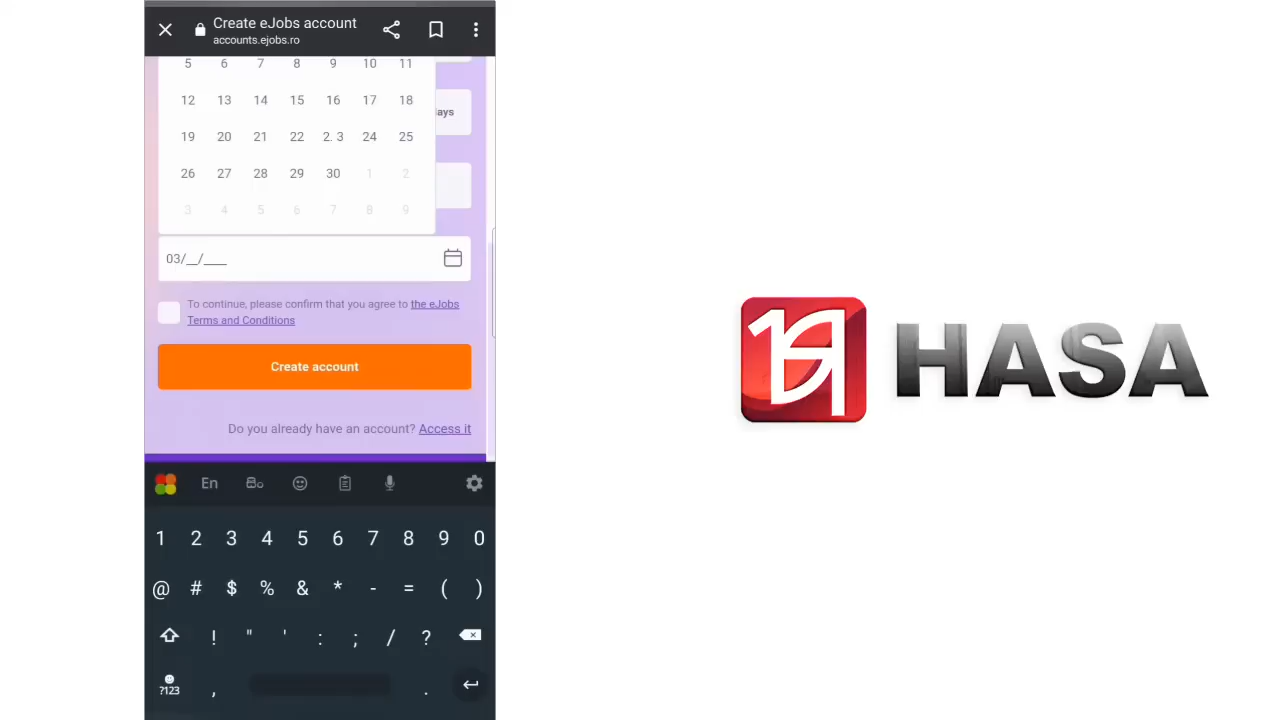 Create eJobs account
accounts.ejobs.ro
5 6 7 8 9 10 11
ays
12 13 14 15 16 17 18
19 20 21 22 2. 3 24 25
26 27 28 29 30 1 2
3 4 5 6 7 8 9
03/__/____
To continue, please confirm that you agree to the eJobs
Terms and Conditions
Create account
Do you already have an account? Access it
En
1 2 3 4 5 6 7 8 9 0
@ # $ % & * - = ( )
! " ' : ; / ?
?123 , .
HASA